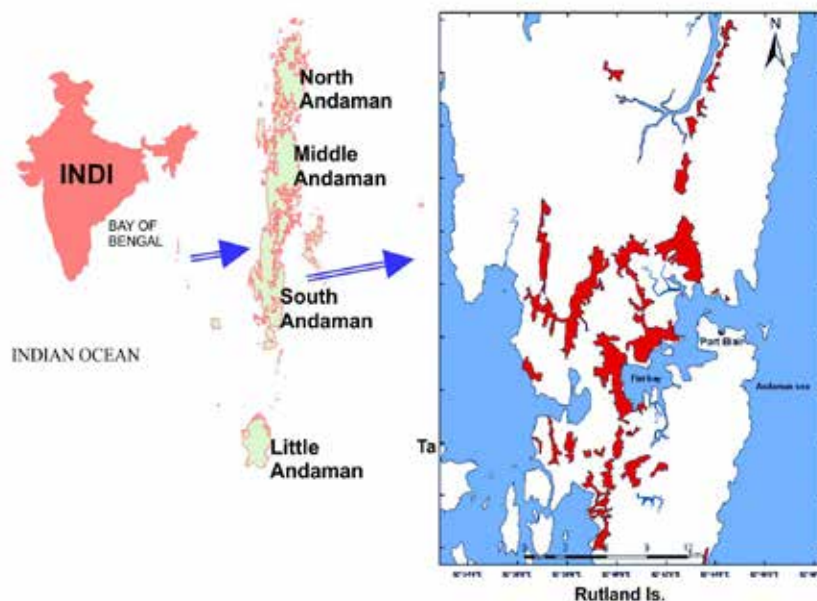 North
Andaman
Middle
Andaman
INDI
BAY OF
BENGAL
South
Andaman
INDIAN OCEAN
Little
Andaman
N
Port Blair
Andaman sea
Ta
Rutland Is.